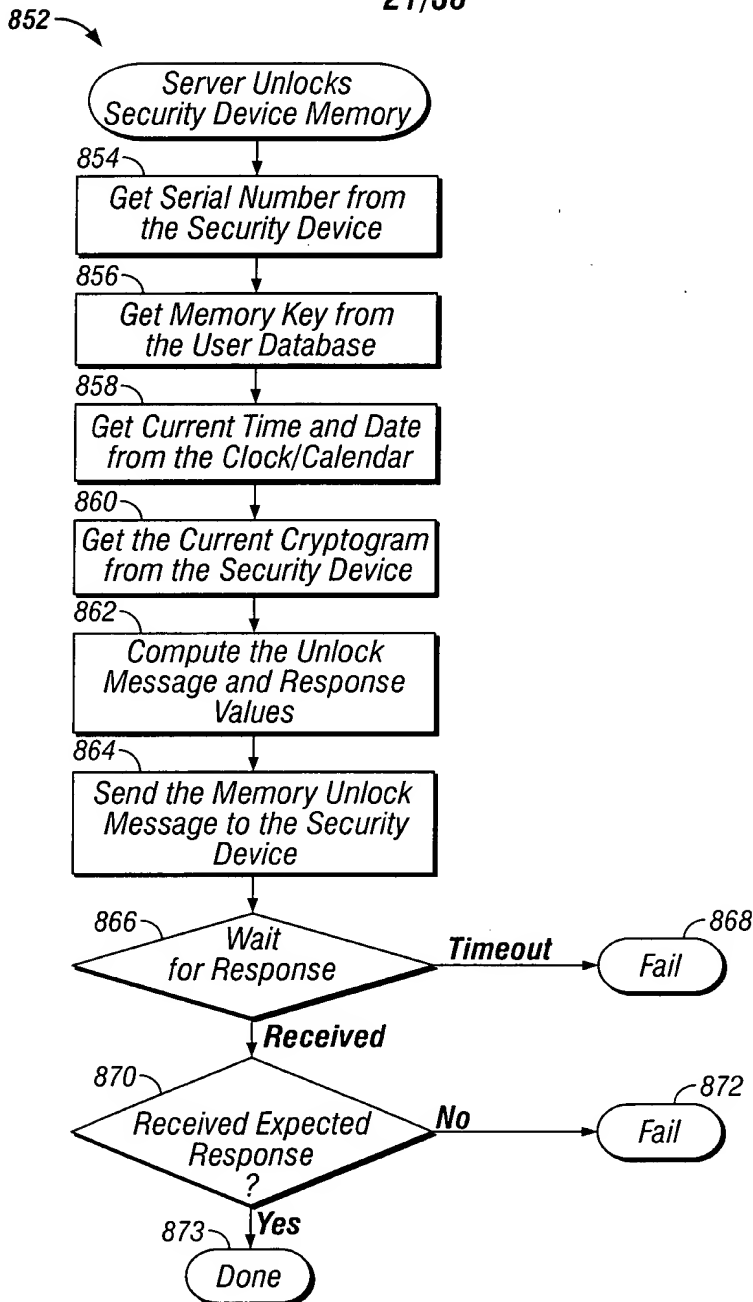 852
Server Unlocks
Security Device Memory
854
Get Serial Number from
the Security Device
856
Get Memory Key from
the User Database
858
Get Current Time and Date
from the Clock/Calendar
860
Get the Current Cryptogram
from the Security Device
862
Compute the Unlock
Message and Response
Values
864
Send the Memory Unlock
Message to the Security
Device
866
Wait
for Response
Timeout
868
Fail
Received
870
Received Expected
Response
?
No
872
Fail
Yes
873
Done